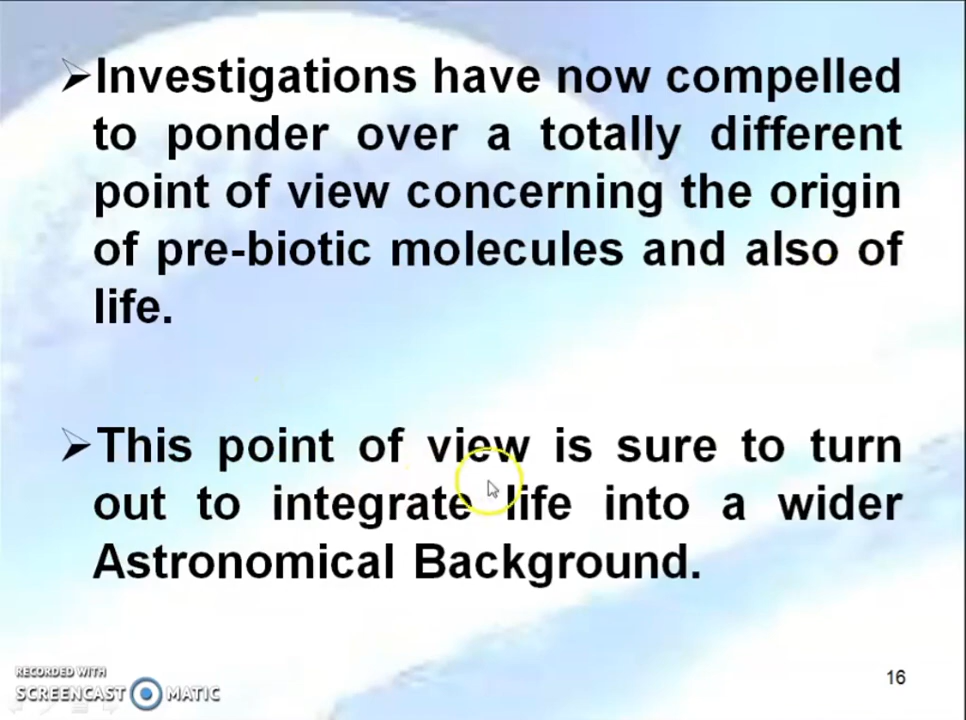 ➢Investigations have now compelled
to ponder over a totally different
point of view concerning the origin
of pre-biotic molecules and also of
life.
➢This point of view is sure to turn
out to integrate life into a wider
Astronomical Background.
RECORDED WITH
SCREENCAST MATIC
16